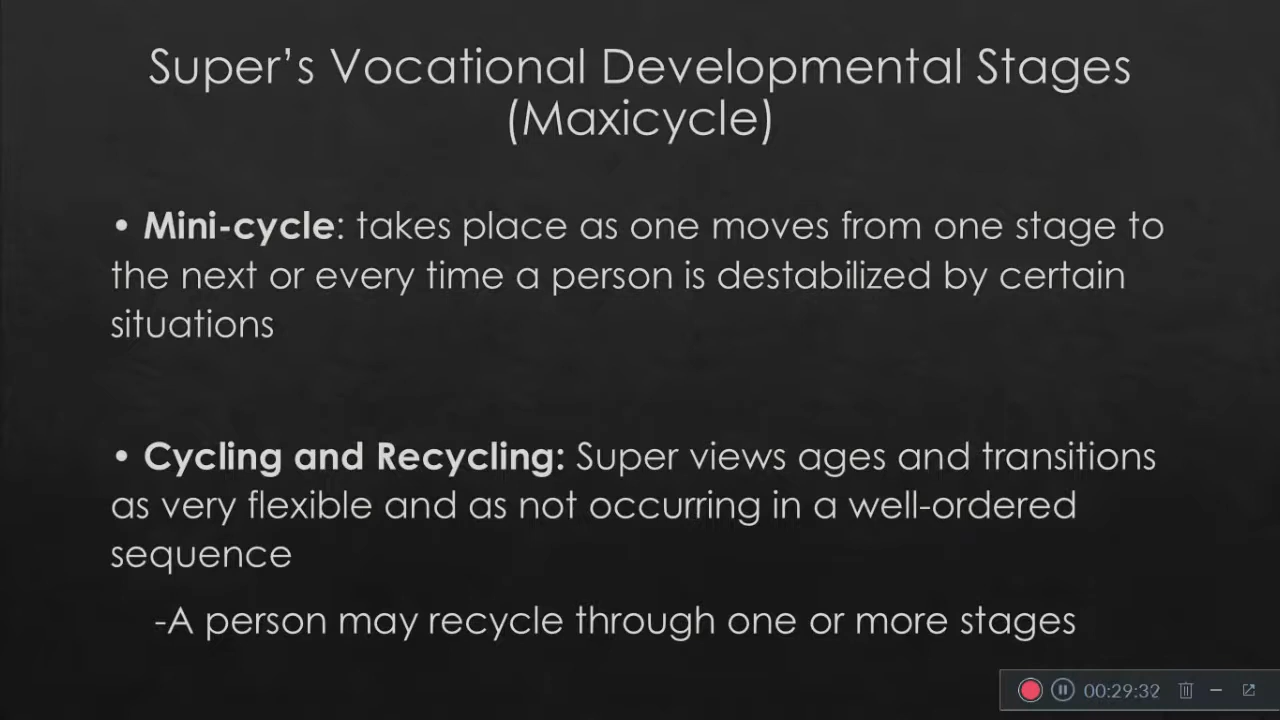 Super’s Vocational Developmental Stages
(Maxicycle)
• Mini-cycle: takes place as one moves from one stage to
the next or every time a person is destabilized by certain
situations
• Cycling and Recycling: Super views ages and transitions
as very flexible and as not occurring in a well-ordered
sequence
-A person may recycle through one or more stages
00:29:32